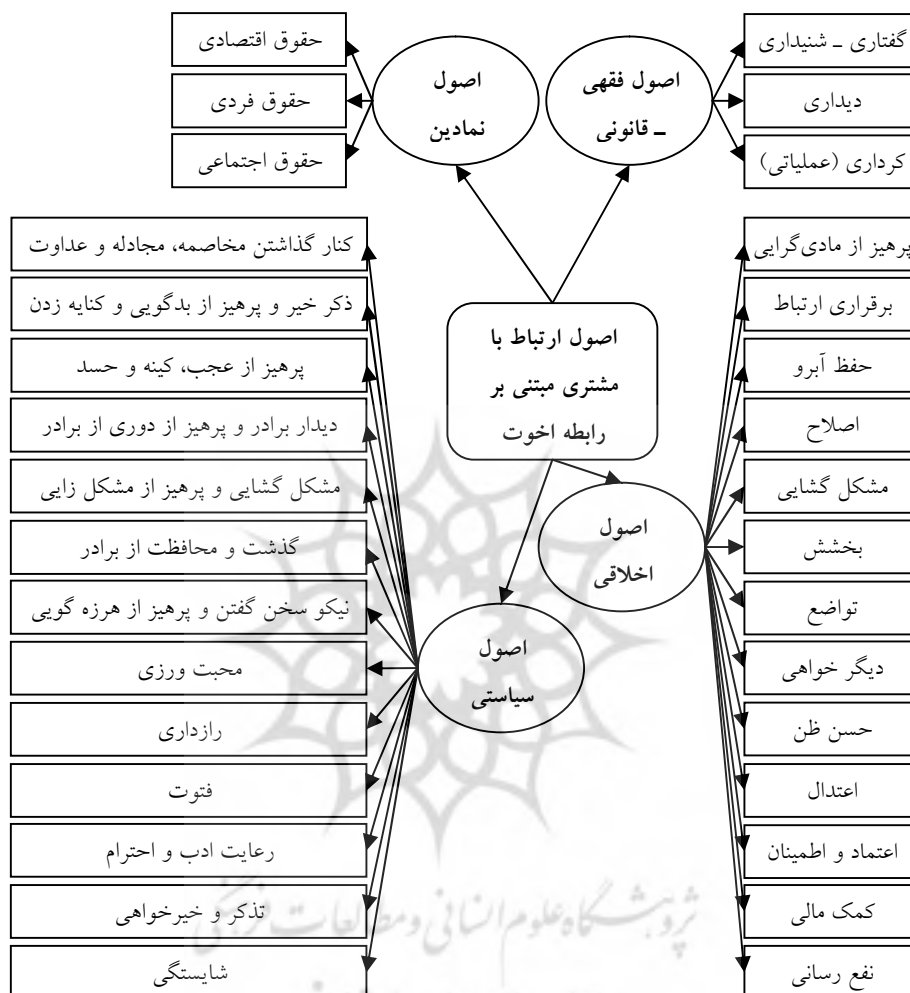 گفتاری ـ شنیداری
دیداری
کرداری (عملیاتی)
اصول فقهی
ـ قانونی
اصول
نمادین
حقوق اقتصادی
حقوق فردی
حقوق اجتماعی
اصول ارتباط با
مشتری مبتنی بر
رابطه اخوت
اصول
اخلاقی
پرهیز از مادی‌گرایی
برقراری ارتباط
حفظ آبرو
اصلاح
مشکل گشایی
بخشش
تواضع
دیگر خواهی
حسن ظن
اعتدال
اعتماد و اطمینان
کمک مالی
نفع رسانی
اصول
سیاستی
کنار گذاشتن مخاصمه، مجادله و عداوت
ذکر خیر و پرهیز از بدگویی و کنایه زدن
پرهیز از عجب، کینه و حسد
دیدار برادر و پرهیز از دوری از برادر
مشکل گشایی و پرهیز از مشکل زایی
گذشت و محافظت از برادر
نیکو سخن گفتن و پرهیز از هرزه گویی
محبت ورزی
رازداری
فتوت
رعایت ادب و احترام
تذکر و خیرخواهی
شایستگی
پژوهشگاه علوم انسانی و مطالعات فرهنگی